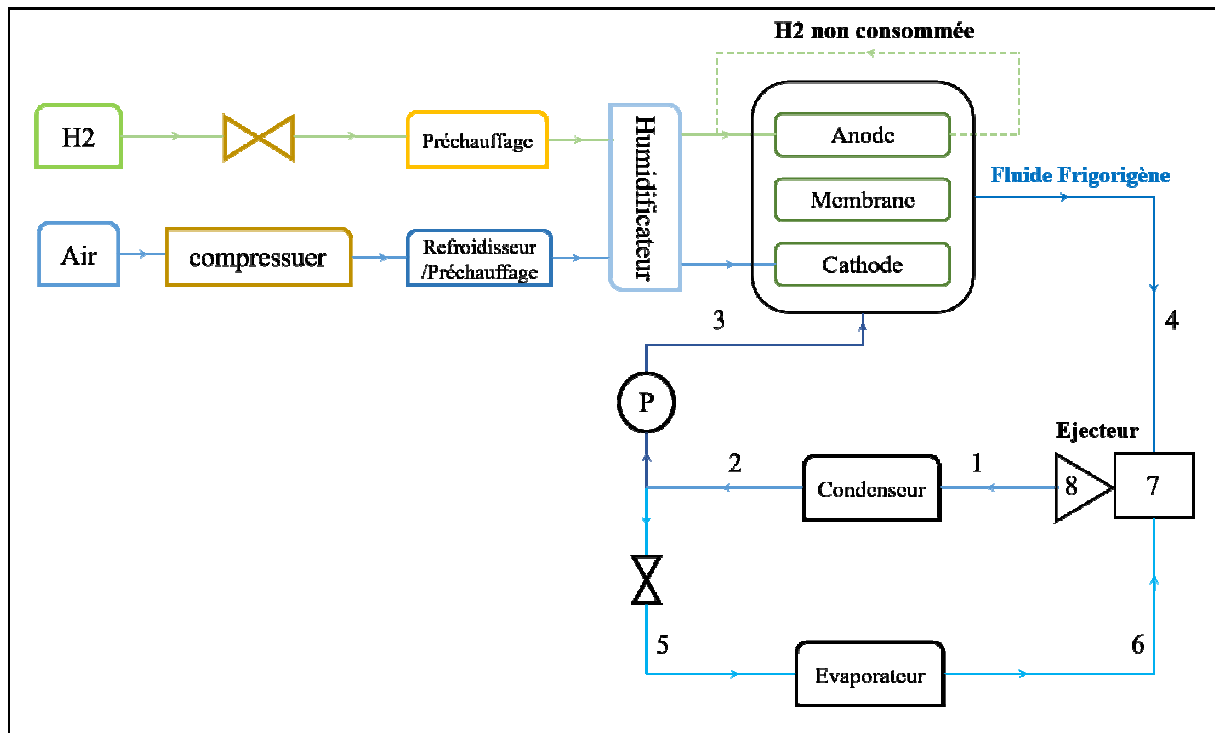 H2 non consommée
H2
Préchauffage
Humidificateur
Anode
Membrane
Cathode
Fluide Frigorigène
Air
compressuer
Refroidisseur
/Préchauffage
3
4
P
Ejecteur
2
Condenseur
1
8
7
5
Evaporateur
6